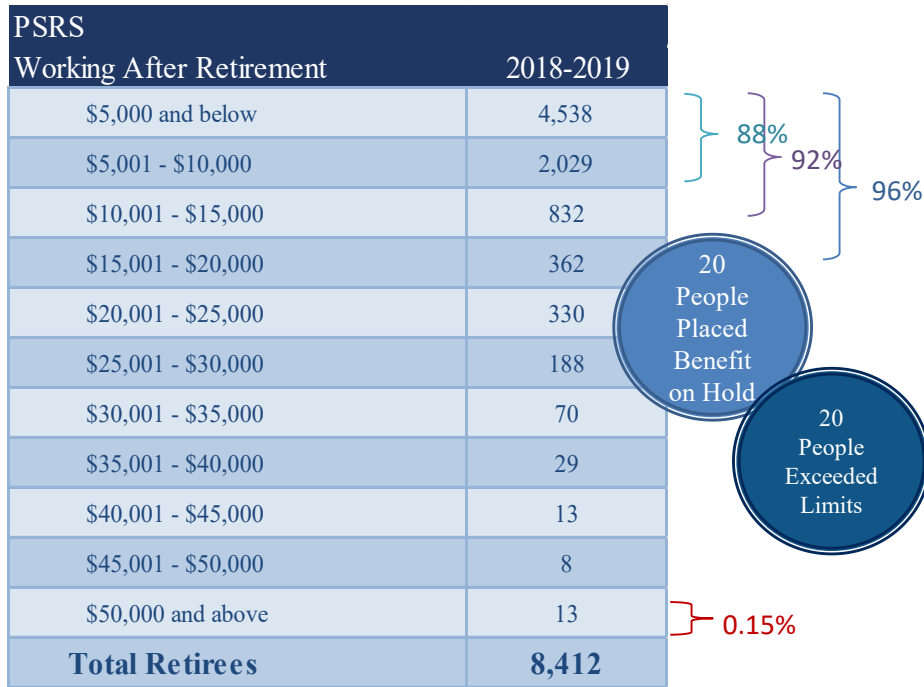 PSRS
Working After Retirement 2018-2019
$5,000 and below 4,538
88%
$5,001 - $10,000 2,029
92%
96%
$10,001 - $15,000 832
$15,001 - $20,000 362
$20,001 - $25,000 330
$25,001 - $30,000 188
$30,001 - $35,000 70
$35,001 - $40,000 29
$40,001 - $45,000 13
$45,001 - $50,000 8
$50,000 and above 13
0.15%
Total Retirees 8,412
20
People
Placed
Benefit
on Hold
20
People
Exceeded
Limits